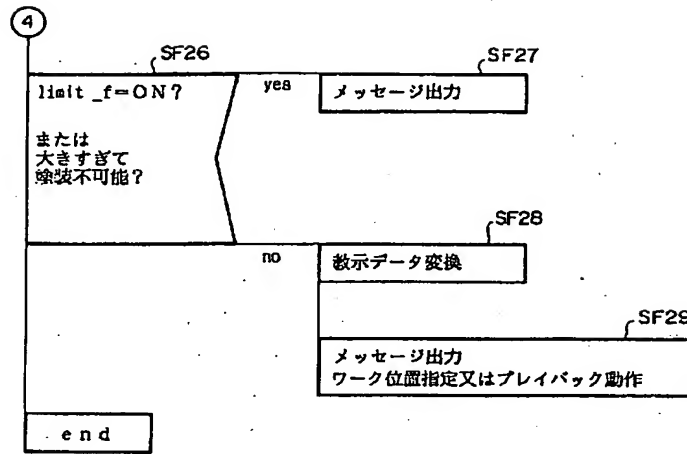 4
SF26
SF27
limit _f=ON?
yes
メッセージ出力
または
大きすぎて
塗装不可能?
SF28
no
教示データ変換
SF29
メッセージ出力
ワーク位置指定又はプレイバック動作
end